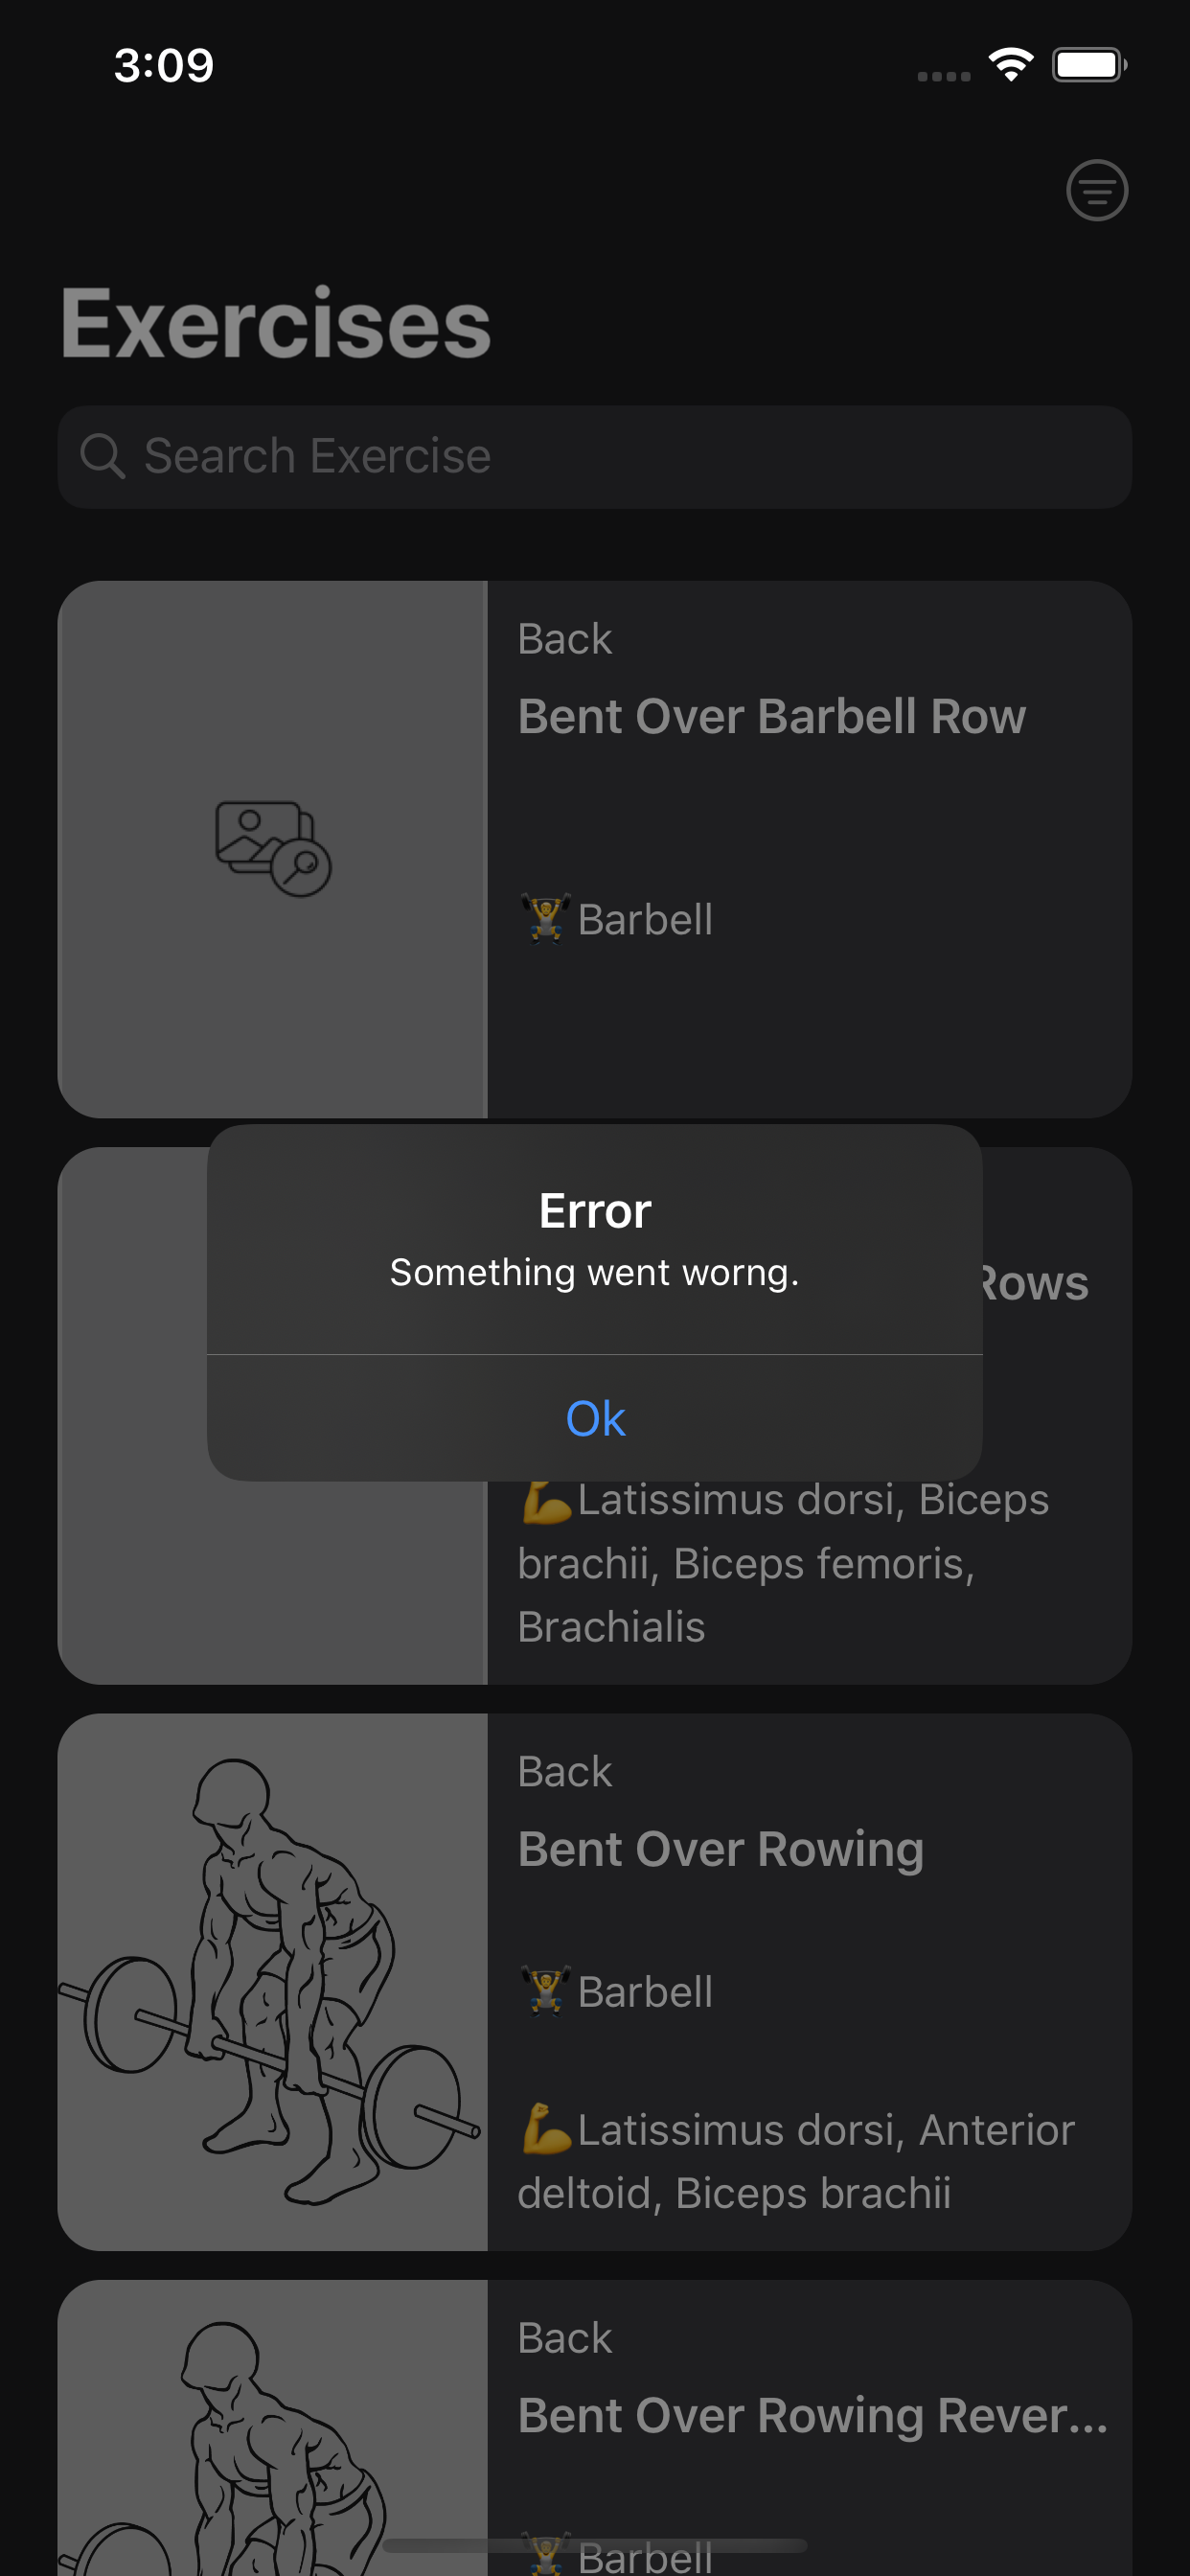 3:09
Exercises
Search Exercise
Back
Bent Over Barbell Row
🏋️Barbell
Error
Something went worng.
Rows
Ok
💪Latissimus dorsi, Biceps
brachii, Biceps femoris,
Brachialis
Back
Bent Over Rowing
🏋️Barbell
💪Latissimus dorsi, Anterior
deltoid, Biceps brachii
Back
Bent Over Rowing Rever...
🏋️Barbell